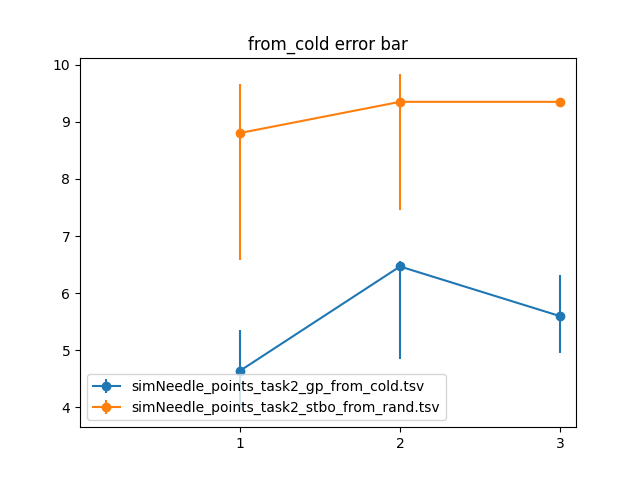 from_cold error bar
10
9
8
7
6
5
4
simNeedle_points_task2_gp_from_cold.tsv
simNeedle_points_task2_stbo_from_rand.tsv
1 2 3